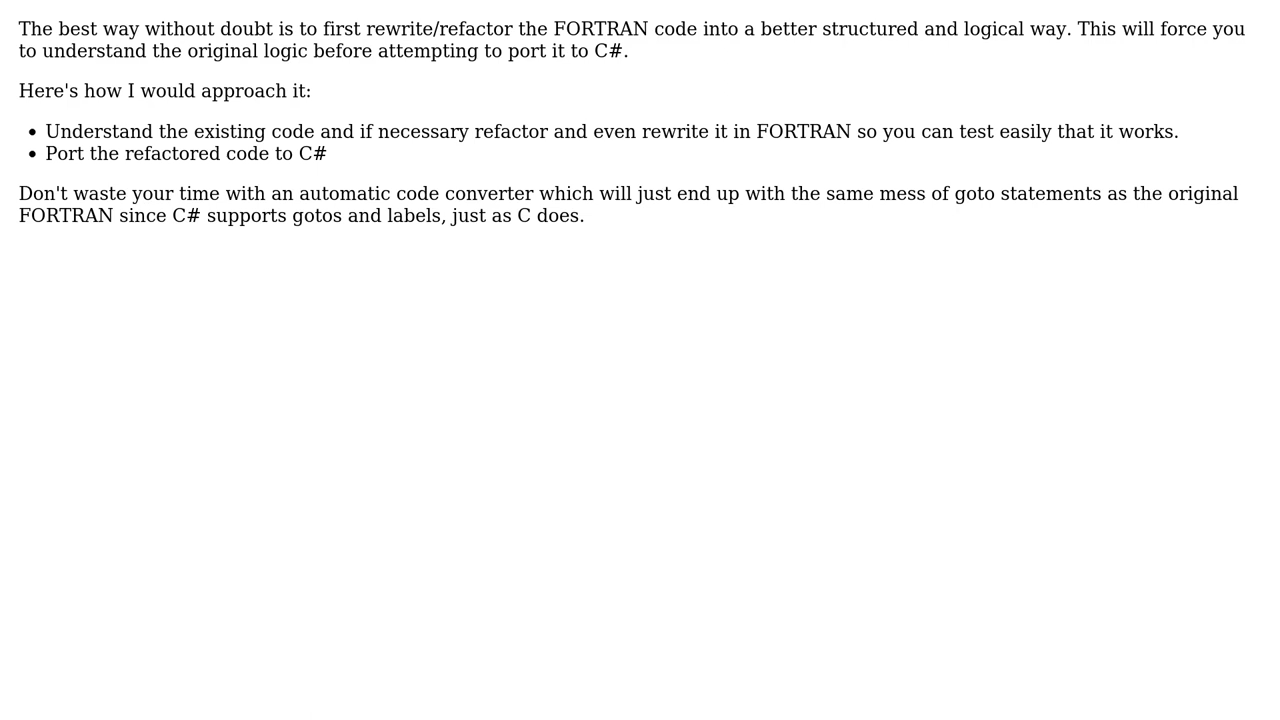 The best way without doubt is to first rewrite/refactor the FORTRAN code into a better structured and logical way. This will force you
to understand the original logic before attempting to port it to C#.
Here's how I would approach it:
• Understand the existing code and if necessary refactor and even rewrite it in FORTRAN so you can test easily that it works.
• Port the refactored code to C#
Don't waste your time with an automatic code converter which will just end up with the same mess of goto statements as the original
FORTRAN since C# supports gotos and labels, just as C does.